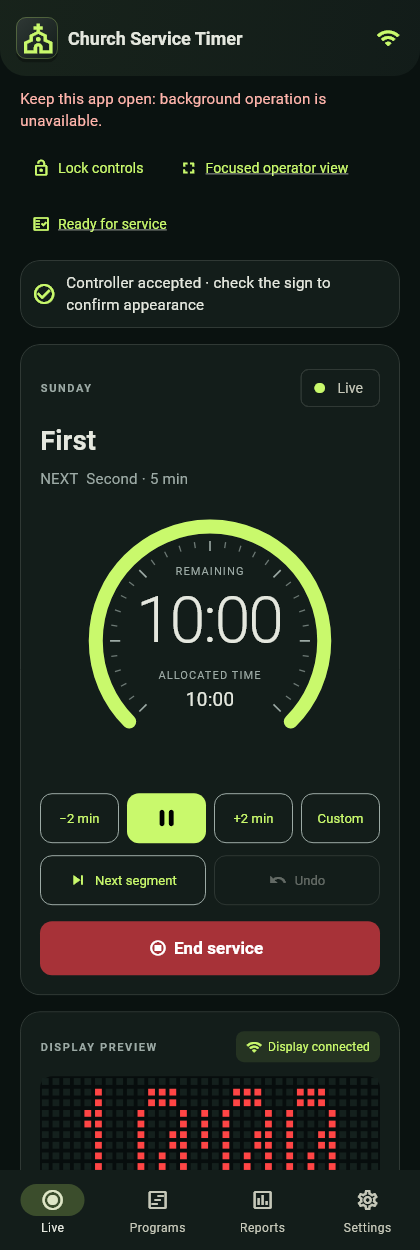 Church Service Timer
Keep this app open: background operation is
unavailable.
Lock controls
Focused operator view
Ready for service
Controller accepted · check the sign to
confirm appearance
SUNDAY
Live
First
NEXT Second · 5 min
REMAINING
10:00
ALLOCATED TIME
10:00
−2 min
+2 min
Custom
Next segment
Undo
End service
DISPLAY PREVIEW
Display connected
10:00
Live
Programs
Reports
Settings